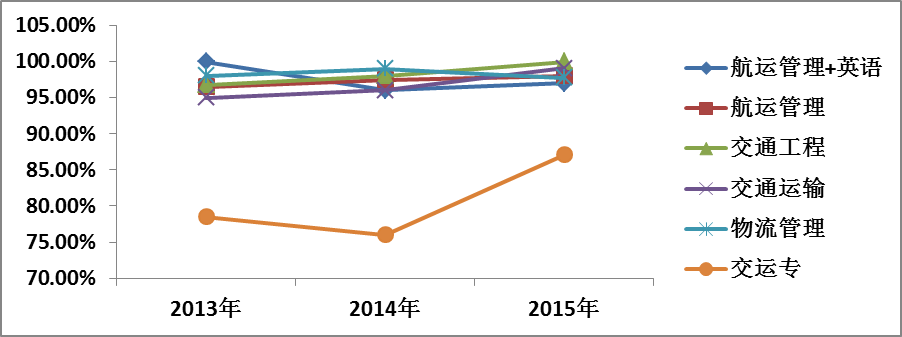 105.00%
100.00%
95.00%
90.00%
85.00%
80.00%
75.00%
70.00%
2013年
2014年
2015年
航运管理+英语
航运管理
交通工程
交通运输
物流管理
交运专